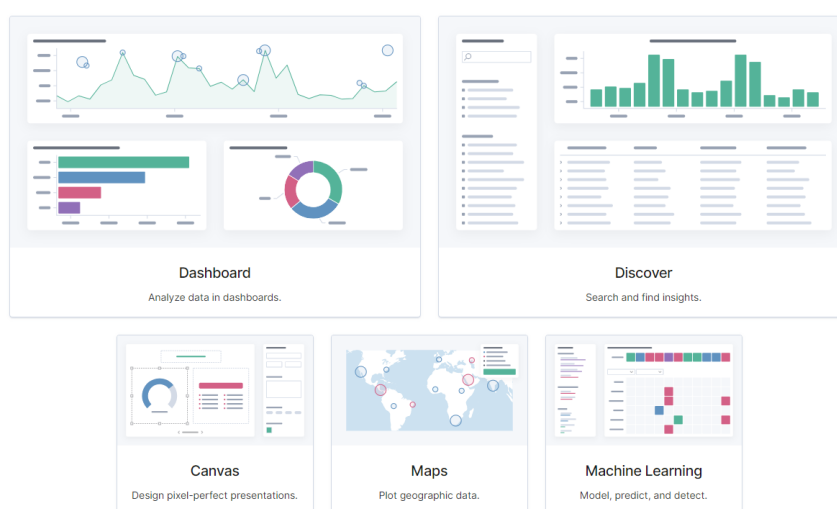 Dashboard
Analyze data in dashboards.
Discover
Search and find insights.
Canvas
Design pixel-perfect presentations.
Maps
Plot geographic data.
Machine Learning
Model, predict, and detect.